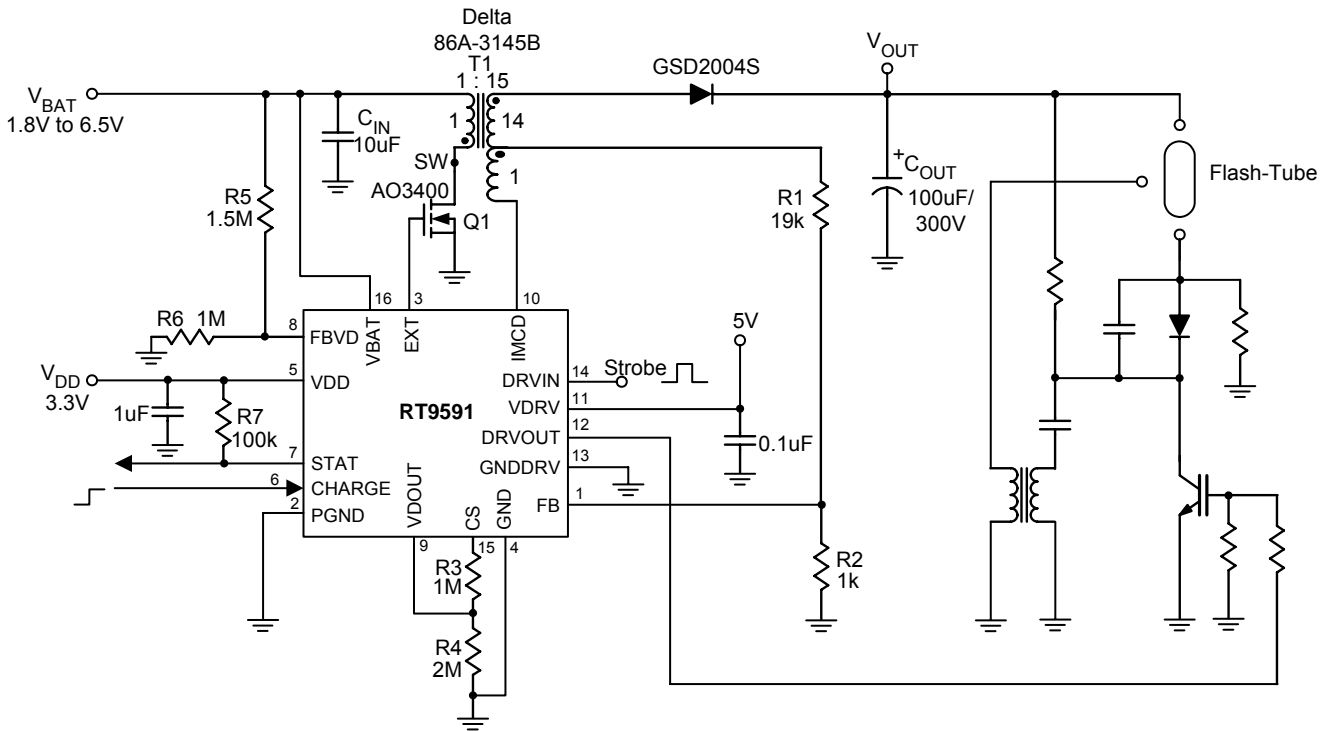 Delta
86A-3145B
T1
1 : 15
GSD2004S
VOUT
VBAT
1.8V to 6.5V
CIN
10uF
1
14
SW
1
AO3400
Q1
R5
1.5M
R1
19k
+COUT
100uF/
300V
Flash-Tube
16
3
10
R6 1M
8
FBVD
VBAT
EXT
IMCD
5V
VDD
3.3V
5
VDD
DRVIN
14
Strobe
1uF
R7
100k
RT9591
VDRV
11
DRVOUT
12
0.1uF
7
STAT
GNDDRV
13
6
CHARGE
2
PGND
VDOUT
CS
GND
FB
1
9
15
4
R3
1M
R2
1k
R4
2M